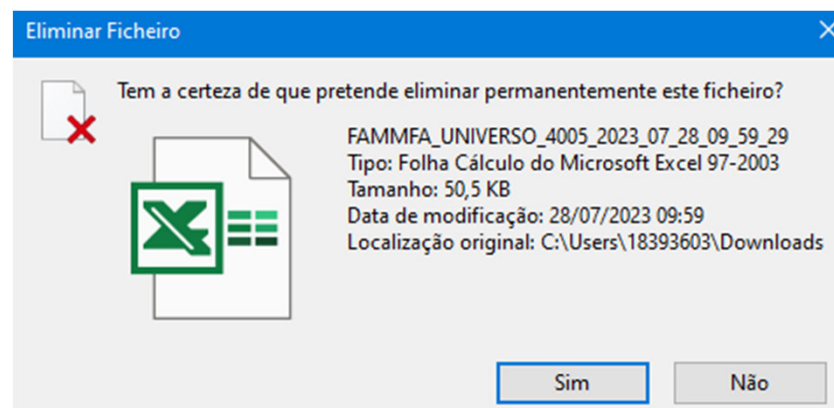 Eliminar Ficheiro
Tem a certeza de que pretende eliminar permanentemente este ficheiro?
FAMMFA_UNIVERSO_4005_2023_07_28_09_59_29
Tipo: Folha Cálculo do Microsoft Excel 97-2003
Tamanho: 50,5 KB
Data de modificação: 28/07/2023 09:59
Localização original: C:\Users\18393603\Downloads
Sim
Não